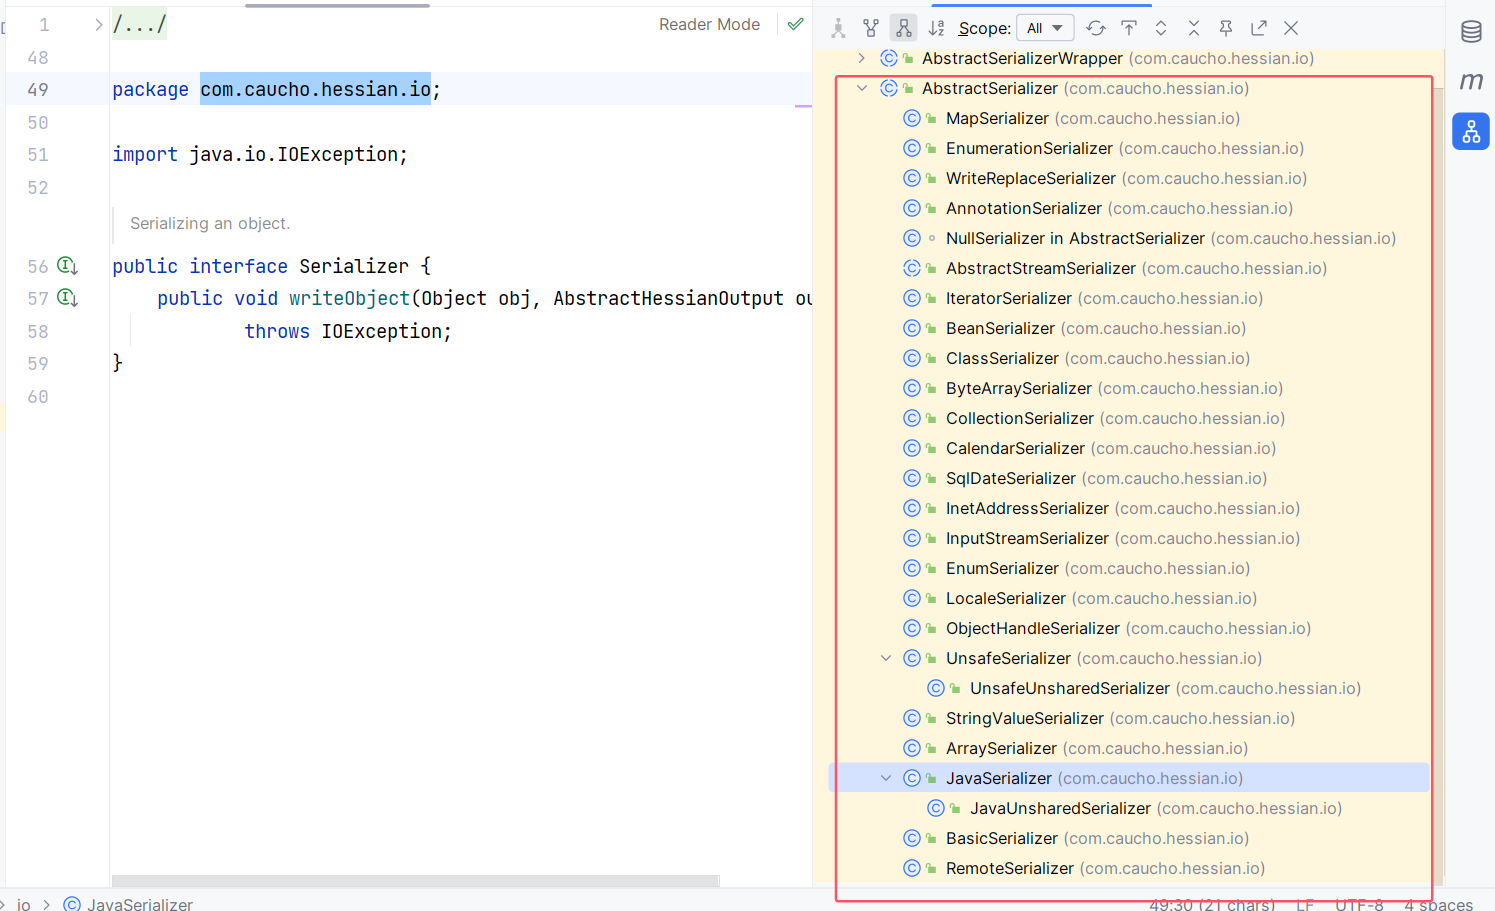 1 /.../
Reader Mode
48
49 package com.caucho.hessian.io;
50
51 import java.io.IOException;
52
Serializing an object.
56 public interface Serializer {
57 public void writeObject(Object obj, AbstractHessianOutput ou
58 throws IOException;
59 }
60
Scope: All
AbstractSerializerWrapper (com.caucho.hessian.io)
AbstractSerializer (com.caucho.hessian.io)
MapSerializer (com.caucho.hessian.io)
EnumerationSerializer (com.caucho.hessian.io)
WriteReplaceSerializer (com.caucho.hessian.io)
AnnotationSerializer (com.caucho.hessian.io)
NullSerializer in AbstractSerializer (com.caucho.hessian.io)
AbstractStreamSerializer (com.caucho.hessian.io)
IteratorSerializer (com.caucho.hessian.io)
BeanSerializer (com.caucho.hessian.io)
ClassSerializer (com.caucho.hessian.io)
ByteArraySerializer (com.caucho.hessian.io)
CollectionSerializer (com.caucho.hessian.io)
CalendarSerializer (com.caucho.hessian.io)
SqlDateSerializer (com.caucho.hessian.io)
InetAddressSerializer (com.caucho.hessian.io)
InputStreamSerializer (com.caucho.hessian.io)
EnumSerializer (com.caucho.hessian.io)
LocaleSerializer (com.caucho.hessian.io)
ObjectHandleSerializer (com.caucho.hessian.io)
UnsafeSerializer (com.caucho.hessian.io)
UnsafeUnsharedSerializer (com.caucho.hessian.io)
StringValueSerializer (com.caucho.hessian.io)
ArraySerializer (com.caucho.hessian.io)
JavaSerializer (com.caucho.hessian.io)
JavaUnsharedSerializer (com.caucho.hessian.io)
BasicSerializer (com.caucho.hessian.io)
RemoteSerializer (com.caucho.hessian.io)
m
io > JavaSerializer
49:30 (21 chars) LF UTF-8 4 spaces